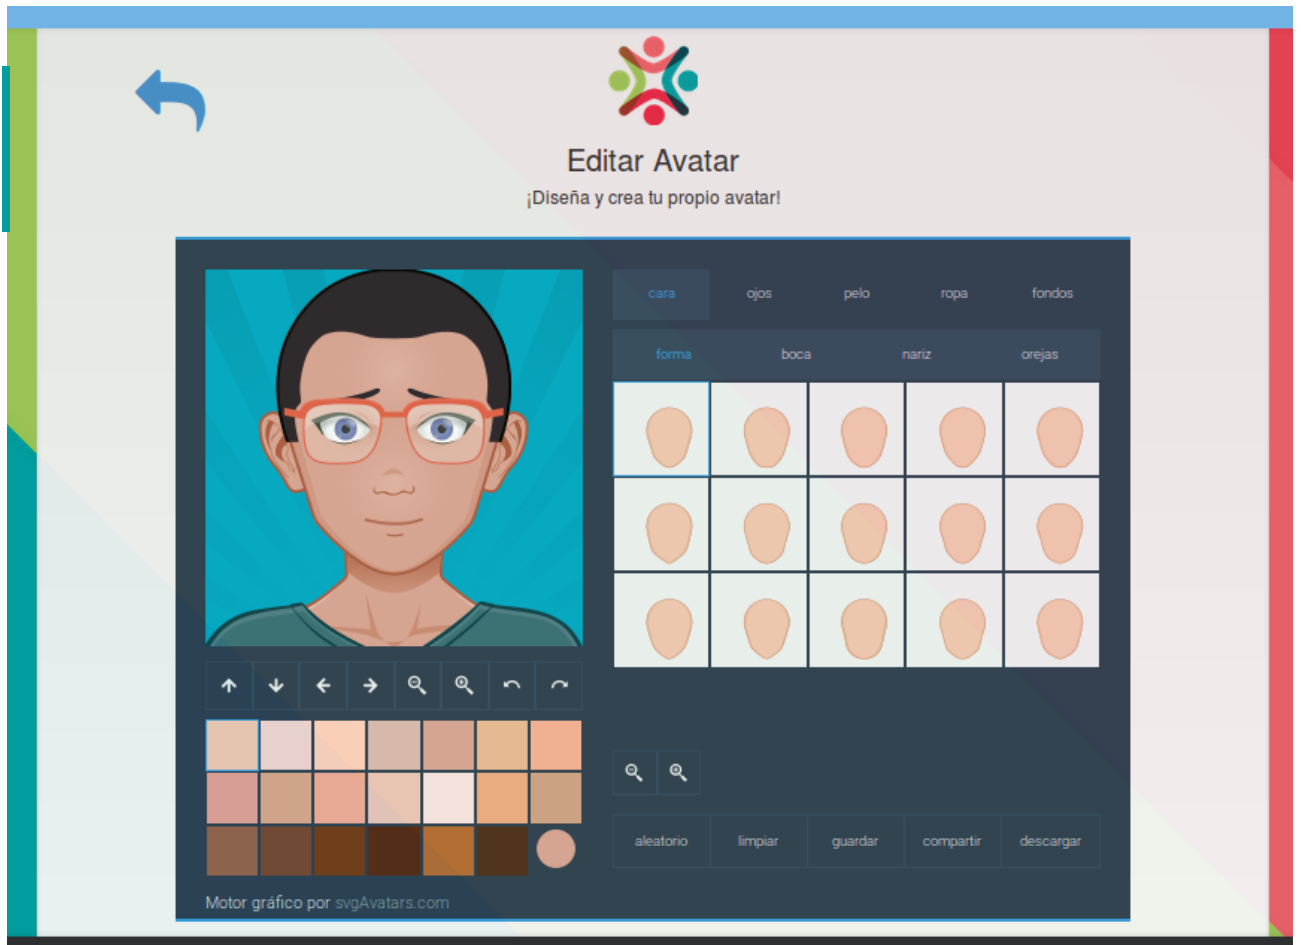 Editar Avatar
¡Diseña y crea tu propio avatar!
cara ojos pelo ropa fondos
forma boca nariz orejas
aleatorio limpiar guardar compartir descargar
Motor gráfico por svgAvatars.com